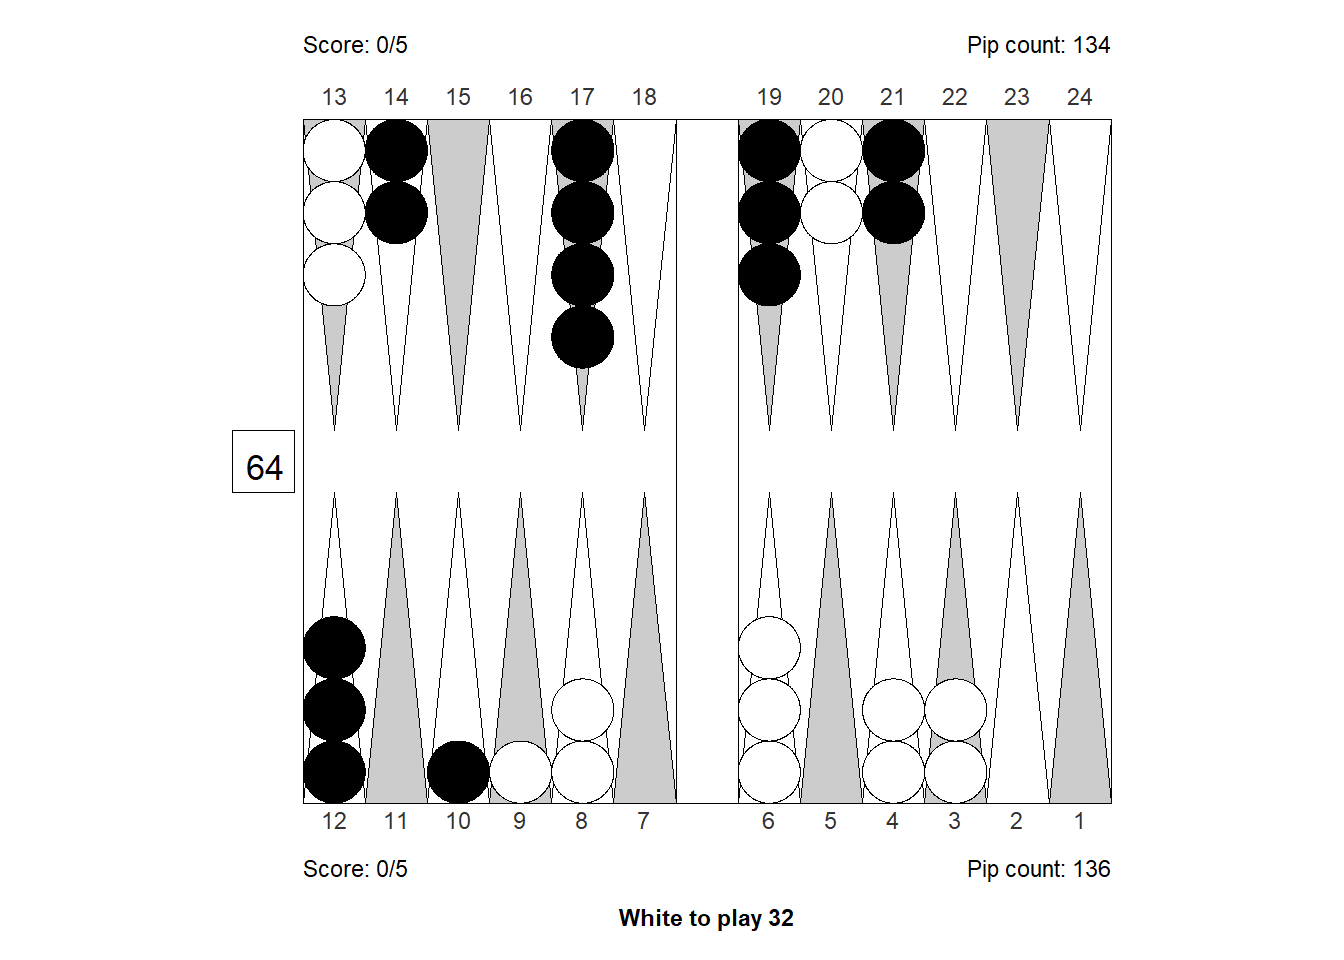 Score: 0/5 Pip count: 134
13 14 15 16 17 18 19 20 21 22 23 24
64
12 11 10 9 8 7 6 5 4 3 2 1
Score: 0/5 Pip count: 136
White to play 32